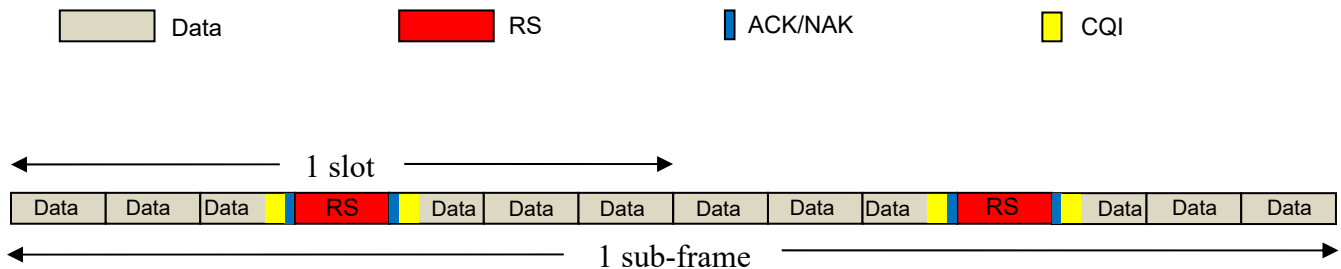 Data RS ACK/NAK CQI
1 slot
Data Data Data RS Data Data Data Data Data Data RS Data Data Data
1 sub-frame